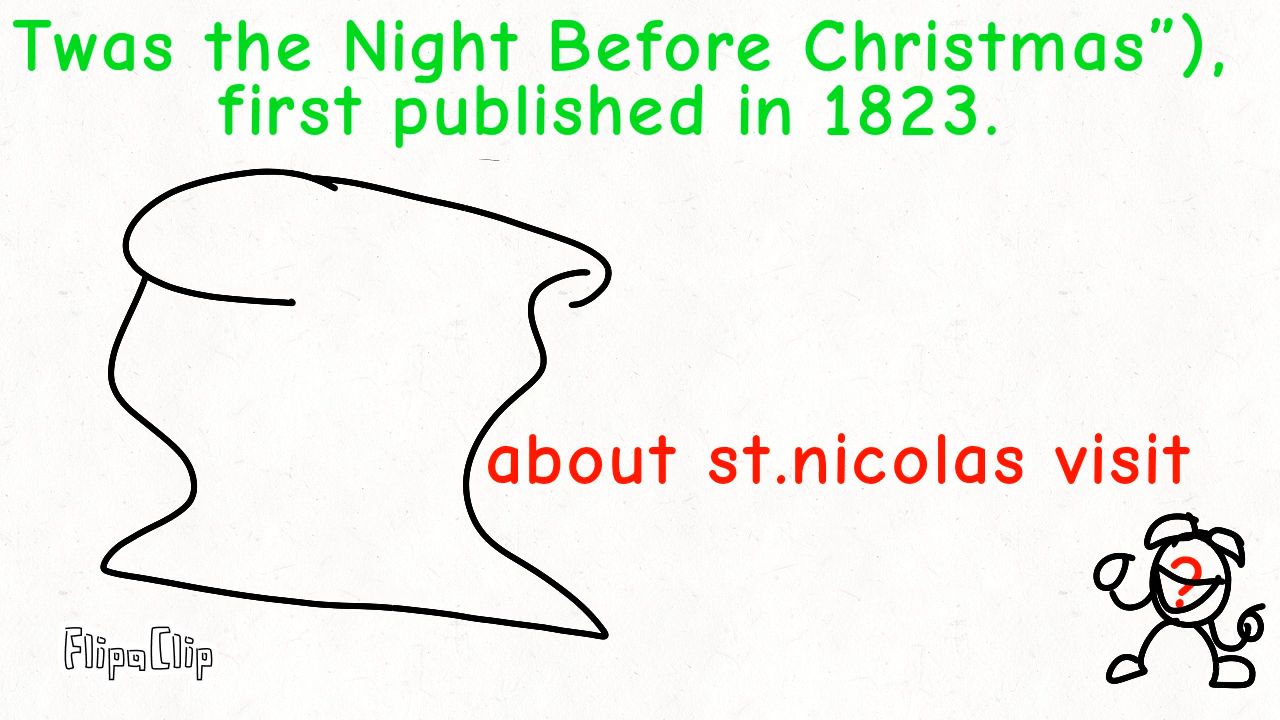 Twas the Night Before Christmas”),
first published in 1823.
about st.nicolas visit
?
FlipaClip